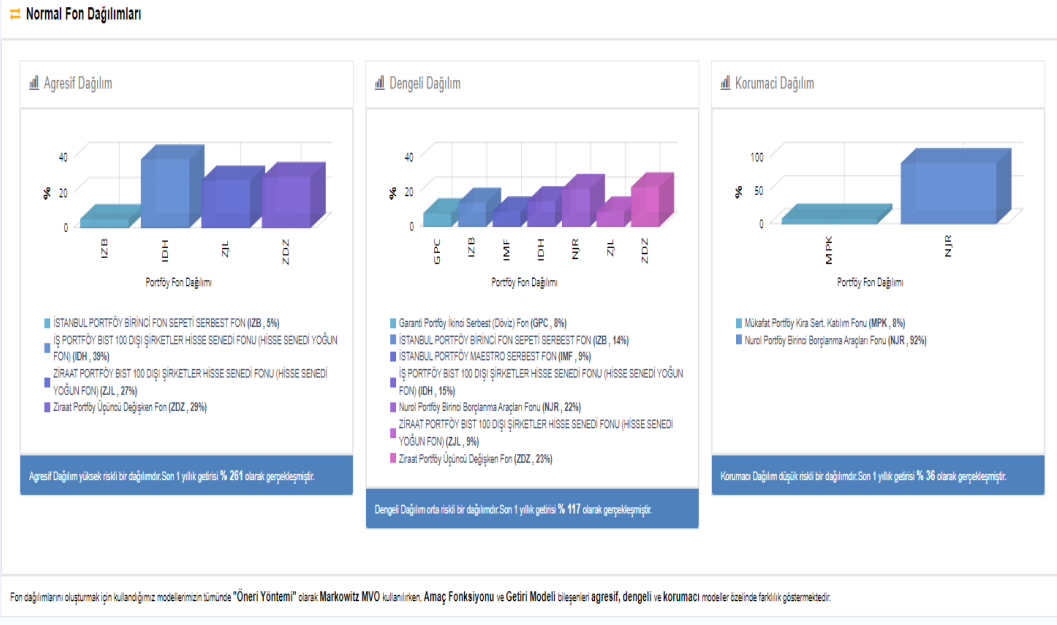 Normal Fon Dağılımları
Agresif Dağılım
%
40
20
0
IZB
IDH
ZJL
ZDZ
Portföy Fon Dağılımı
İSTANBUL PORTFÖY BİRİNCİ FON SEPETİ SERBEST FON (IZB , 5%)
İŞ PORTFÖY BIST 100 DIŞI ŞİRKETLER HİSSE SENEDİ FONU (HİSSE SENEDİ YOĞUN
FON) (IDH , 39%)
ZİRAAT PORTFÖY BIST 100 DIŞI ŞİRKETLER HİSSE SENEDİ FONU (HİSSE SENEDİ
YOĞUN FON) (ZJL , 27%)
Ziraat Portföy Üçüncü Değişken Fon (ZDZ , 29%)
Agresif Dağılım yüksek riskli bir dağılımdır.Son 1 yıllık getirisi % 261 olarak gerçekleşmiştir.
Dengeli Dağılım
%
40
20
0
GPC
IZB
IMF
IDH
NJR
ZJL
ZDZ
Portföy Fon Dağılımı
Garanti Portföy İkinci Serbest (Döviz) Fon (GPC , 8%)
İSTANBUL PORTFÖY BİRİNCİ FON SEPETİ SERBEST FON (IZB , 14%)
İSTANBUL PORTFÖY MAESTRO SERBEST FON (IMF , 9%)
İŞ PORTFÖY BIST 100 DIŞI ŞİRKETLER HİSSE SENEDİ FONU (HİSSE SENEDİ YOĞUN
FON) (IDH , 15%)
Nurol Portföy Birinci Borçlanma Araçları Fonu (NJR , 22%)
ZİRAAT PORTFÖY BIST 100 DIŞI ŞİRKETLER HİSSE SENEDİ FONU (HİSSE SENEDİ
YOĞUN FON) (ZJL , 9%)
Ziraat Portföy Üçüncü Değişken Fon (ZDZ , 23%)
Dengeli Dağılım orta riskli bir dağılımdır.Son 1 yıllık getirisi % 117 olarak gerçekleşmiştir.
Korumaci Dağılım
%
100
50
0
MPK
NJR
Portföy Fon Dağılımı
Mükafat Portföy Kira Sert. Katılım Fonu (MPK , 8%)
Nurol Portföy Birinci Borçlanma Araçları Fonu (NJR , 92%)
Korumacı Dağılım düşük riskli bir dağılımdır.Son 1 yıllık getirisi % 36 olarak gerçekleşmiştir.
Fon dağılımlarını oluşturmak için kullandığımız modellerimizin tümünde "Öneri Yöntemi" olarak Markowitz MVO kullanılırken, Amaç Fonksiyonu ve Getiri Modeli bileşenleri agresif, dengeli ve korumacı modeller özelinde farklılık göstermektedir.